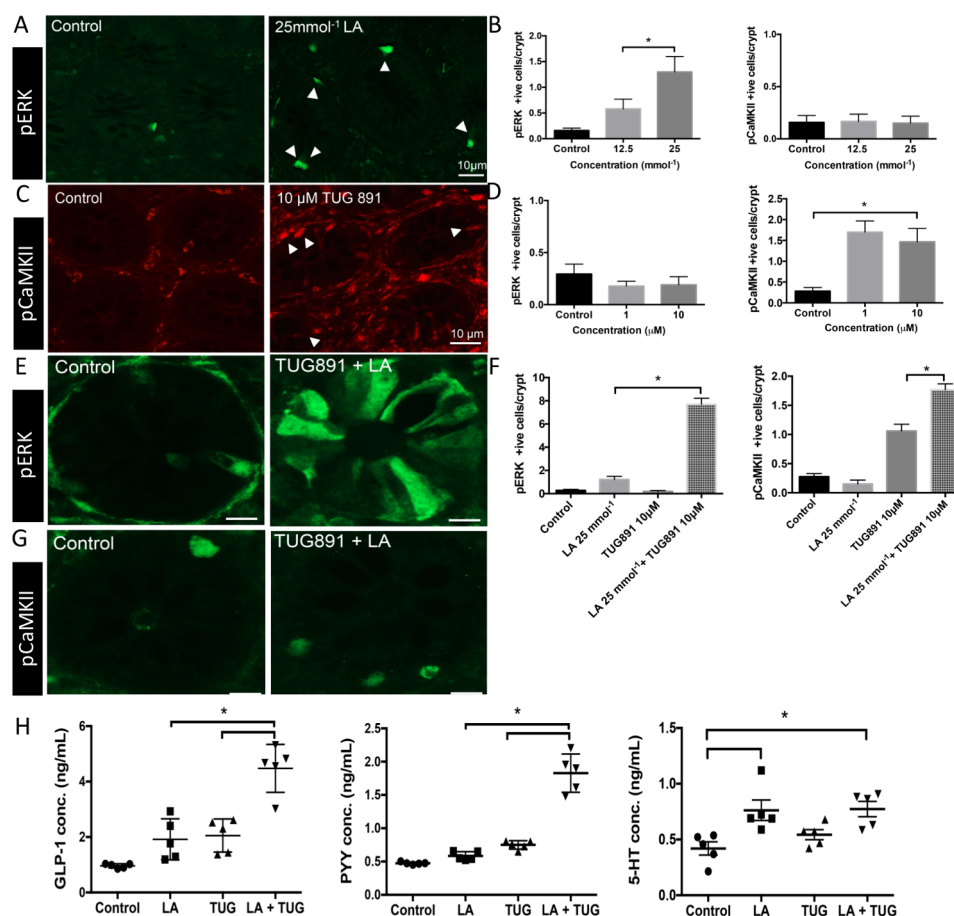 A
pERK
Control
25mmol⁻¹ LA
10µm
B
pERK +ive cells/crypt
2.0
1.5
1.0
0.5
0.0
Control
12.5
25
Concentration (mmol⁻¹)
*
pCaMKII +ive cells/crypt
1.0
0.5
0.0
Control
12.5
25
Concentration (mmol⁻¹)
C
pCaMKII
Control
10 µM TUG 891
10 µm
D
pERK +ive cells/crypt
1.0
0.5
0.0
Control
1
10
Concentration (µM)
pCaMKII +ive cells/crypt
2.5
2.0
1.5
1.0
0.5
0.0
Control
1
10
Concentration (µM)
*
E
pERK
Control
TUG891 + LA
F
pERK +ive cells/crypt
10
8
6
4
2
0
Control
LA 25 mmol⁻¹
TUG891 10µM
LA 25 mmol⁻¹+ TUG891 10µM
*
pCaMKII +ive cells/crypt
2.0
1.5
1.0
0.5
0.0
Control
LA 25 mmol⁻¹
TUG891 10µM
LA 25 mmol⁻¹+ TUG891 10µM
*
G
pCaMKII
Control
TUG891 + LA
H
GLP-1 conc. (ng/mL)
6
4
2
0
Control
LA
TUG
LA + TUG
*
PYY conc. (ng/mL)
2.5
2.0
1.5
1.0
0.5
0.0
Control
LA
TUG
LA + TUG
*
5-HT conc. (ng/mL)
1.5
1.0
0.5
0.0
Control
LA
TUG
LA + TUG
*